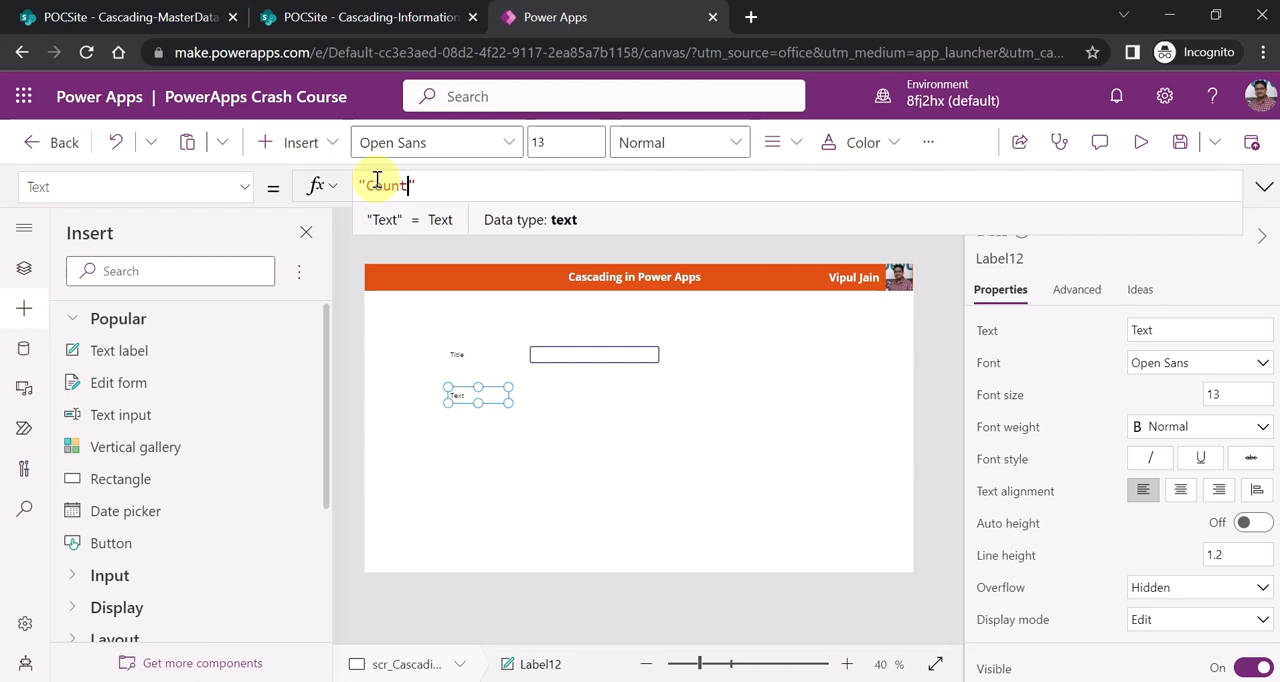 POCSite - Cascading-MasterData
POCSite - Cascading-Information
Power Apps
make.powerapps.com/e/Default-cc3e3aed-08d2-4f22-9117-2ea85a7b1158/canvas/?utm_source=office&utm_medium=app_launcher&utm_ca...
Incognito
Power Apps | PowerApps Crash Course
Search
Environment
8fj2hx (default)
Back
Insert
Open Sans
13
Normal
Color
Text
=
fx
"Count"
"Text" = Text
Data type: text
Insert
Search
Popular
Text label
Edit form
Text input
Vertical gallery
Rectangle
Date picker
Button
Input
Display
Layout
Get more components
Cascading in Power Apps
Vipul Jain
Title
Text
scr_Cascadi...
Label12
40 %
Label12
Properties
Advanced
Ideas
Text
Text
Font
Open Sans
Font size
13
Font weight
B Normal
Font style
/
U
abc
Text alignment
Auto height
Off
Line height
1.2
Overflow
Hidden
Display mode
Edit
Visible
On